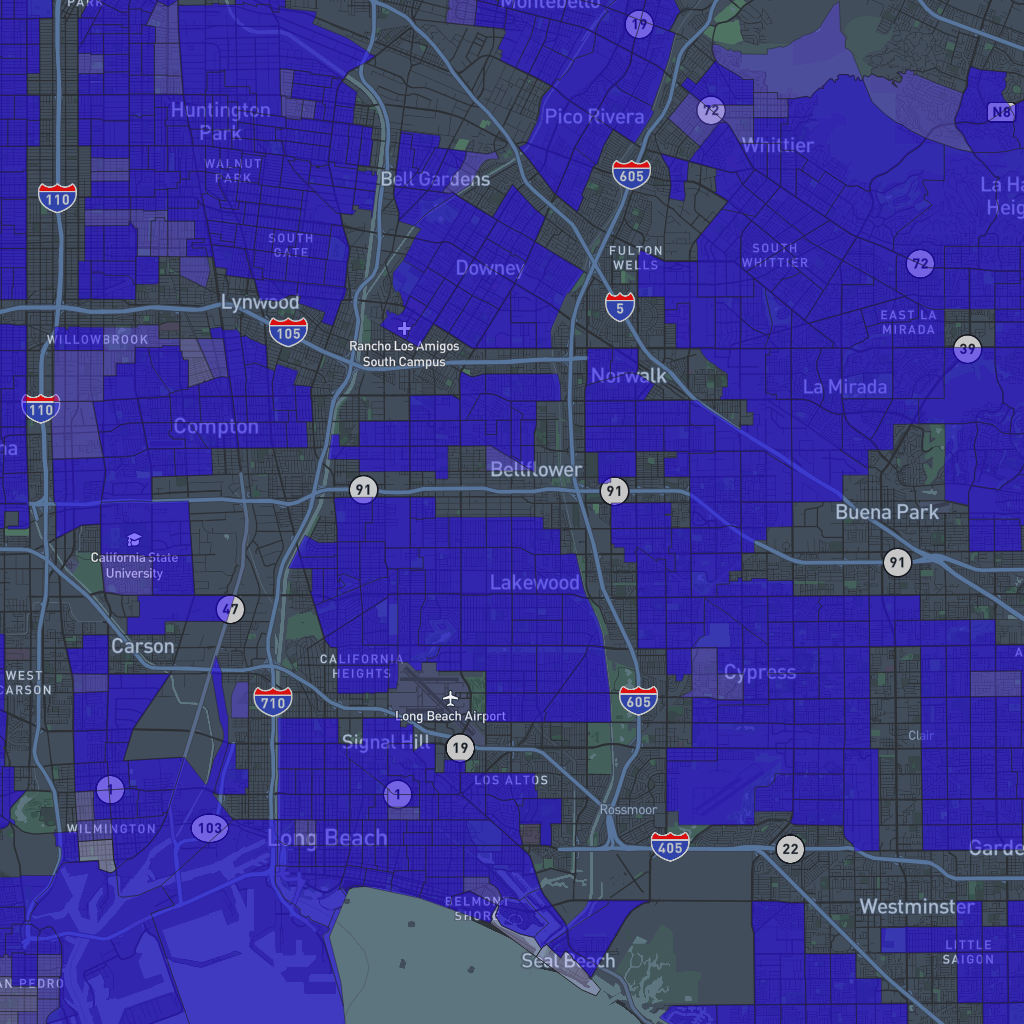 PARK
Montebello
19
Huntington
Park
Pico Rivera
72
N8
Whittier
WALNUT
PARK
Bell Gardens
605
110
La Ha
Heig
SOUTH
GATE
Downey
FULTON
WELLS
SOUTH
WHITTIER
72
Lynwood
105
5
EAST LA
MIRADA
WILLOWBROOK
Rancho Los Amigos
South Campus
39
Norwalk
La Mirada
110
Compton
na
Bellflower
91
91
Buena Park
California State
University
91
Lakewood
47
Carson
CALIFORNIA
HEIGHTS
WEST
CARSON
Cypress
A
710
605
Long Beach Airport
Signal Hill
19
Clair
LOS ALTOS
1
1
Rossmoor
WILMINGTON
103
Long Beach
405
22
Garde
BELMONT
SHORE
Westminster
LITTLE
SAIGON
Seal Beach
AN PEDRO